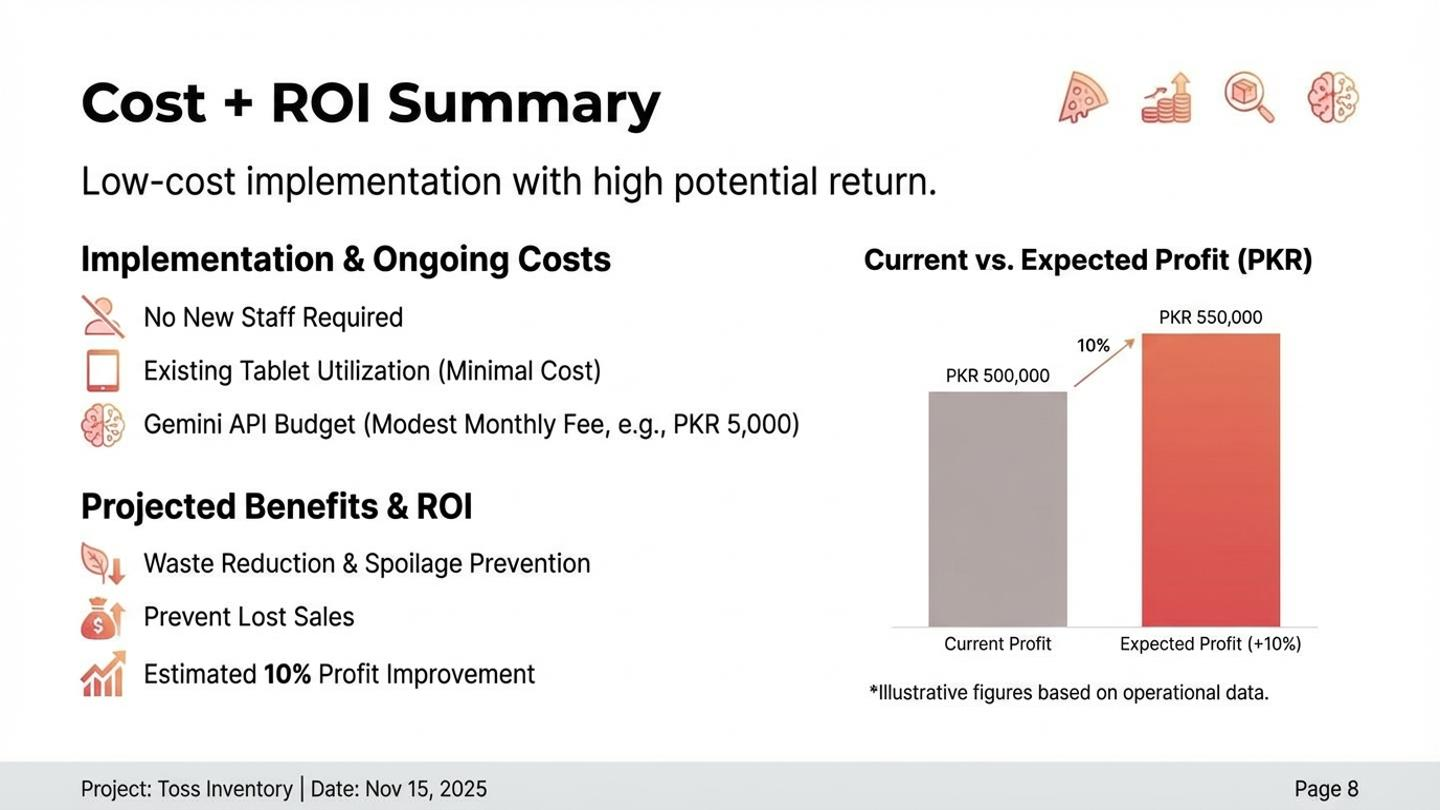 Cost + ROI Summary
Low-cost implementation with high potential return.
Implementation & Ongoing Costs
No New Staff Required
Existing Tablet Utilization (Minimal Cost)
Gemini API Budget (Modest Monthly Fee, e.g., PKR 5,000)
Projected Benefits & ROI
Waste Reduction & Spoilage Prevention
$
Prevent Lost Sales
Estimated 10% Profit Improvement
Current vs. Expected Profit (PKR)
PKR 550,000
10%
PKR 500,000
Current Profit
Expected Profit (+10%)
*Illustrative figures based on operational data.
Project: Toss Inventory | Date: Nov 15, 2025
Page 8